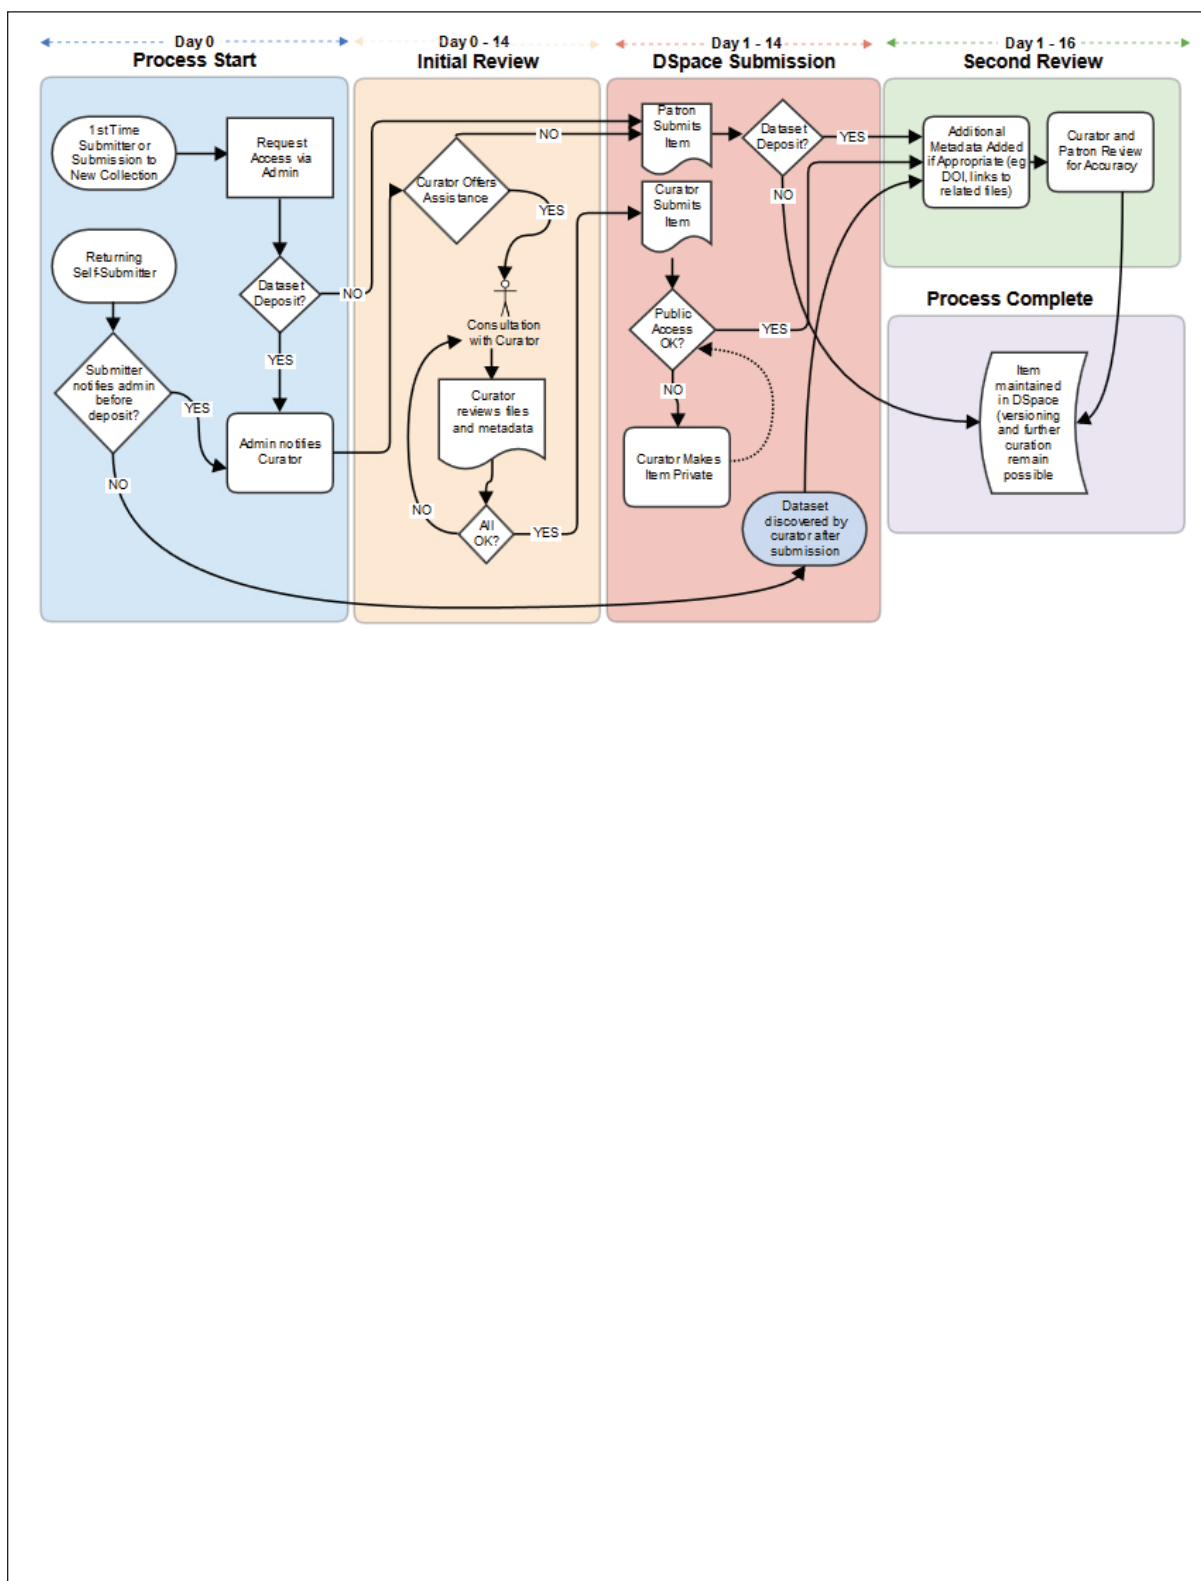 Day 0
Process Start
1st Time
Submitter or
Submission to
New Collection
Request
Access via
Admin
Returning
Self-Submitter
Dataset
Deposit?
NO
YES
Submitter
notifies admin
before
deposit?
YES
Admin notifies
Curator
NO
Day 0 - 14
Initial Review
NO
Curator Offers
Assistance
YES
Consultation
with Curator
Curator
reviews files
and metadata
NO
All
OK?
YES
Day 1 - 14
DSpace Submission
Patron
Submits
Item
Dataset
Deposit?
YES
NO
Curator
Submits
Item
Public
Access
OK?
YES
NO
Curator Makes
Item Private
Dataset
discovered by
curator after
submission
Day 1 - 16
Second Review
Additional
Metadata Added
if Appropriate (eg
DOI, links to
related files)
Curator and
Patron Review
for Accuracy
Process Complete
Item
maintained
in DSpace
(versioning
and further
curation
remain
possible